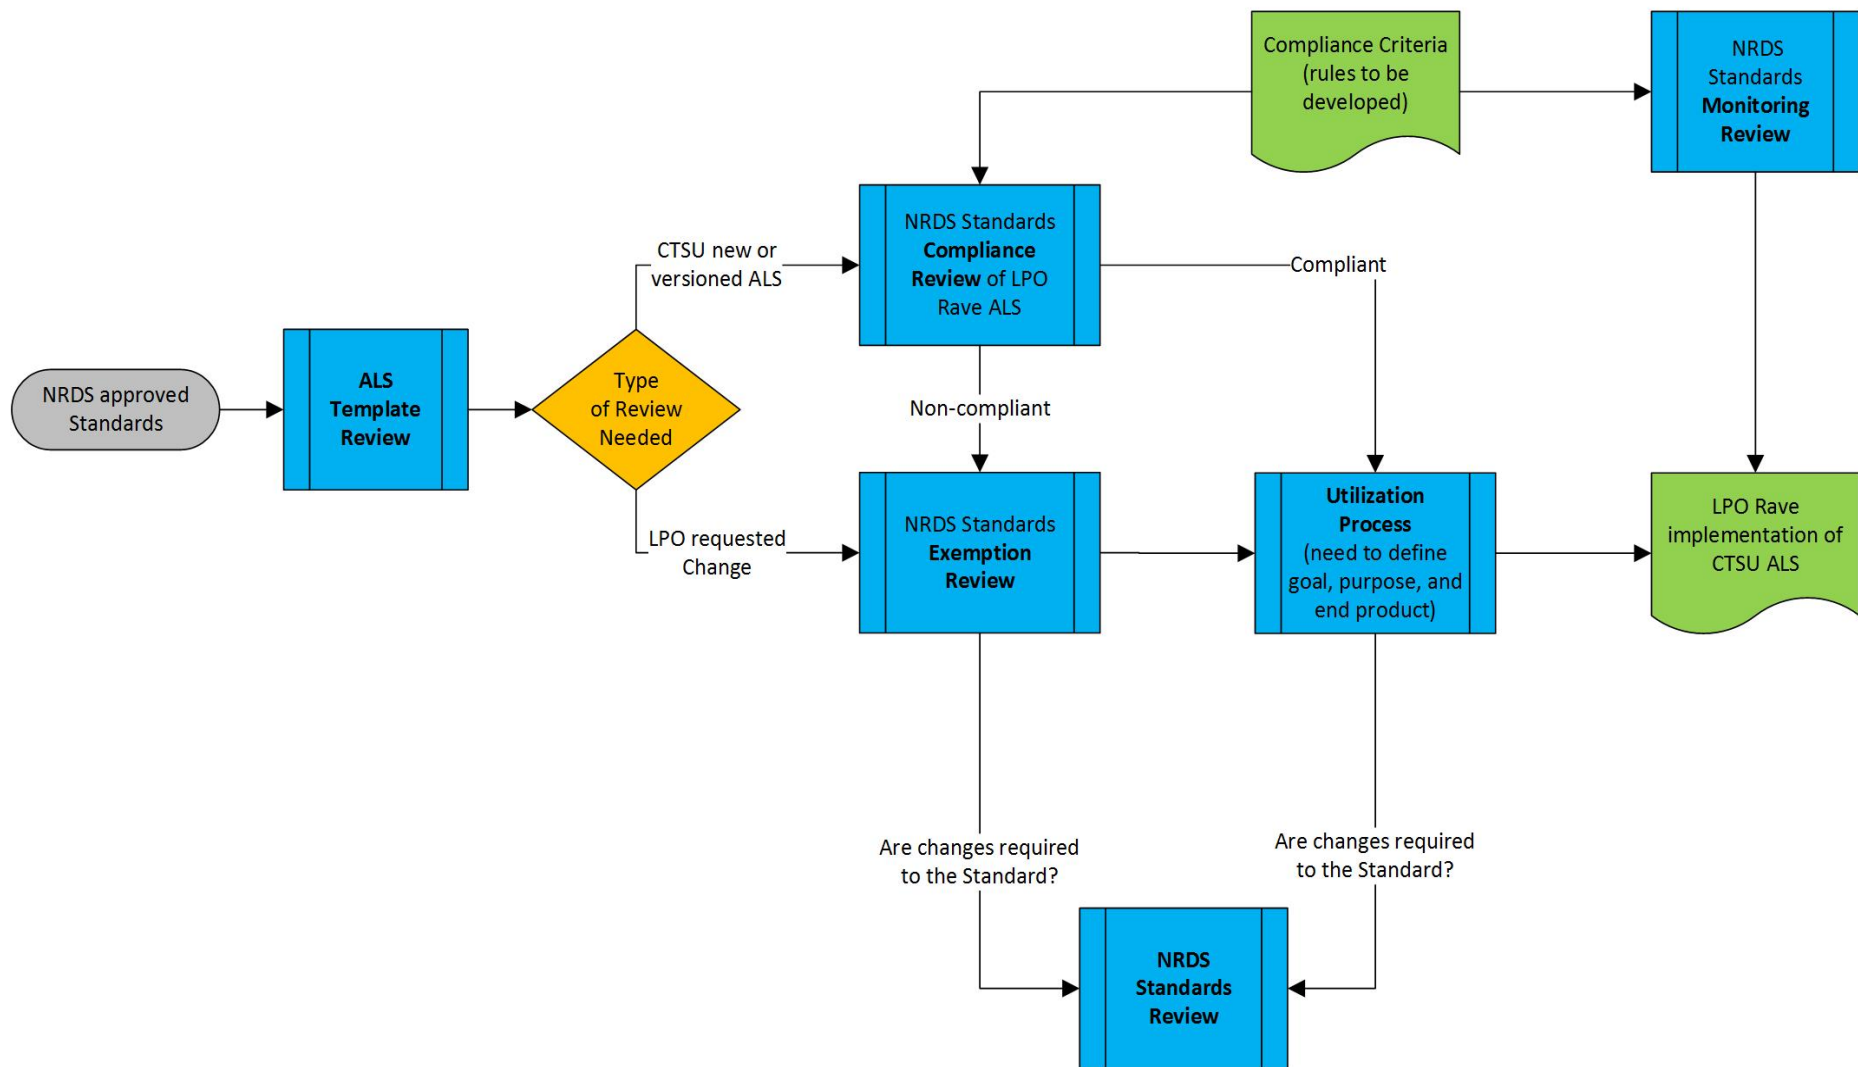 Compliance Criteria
(rules to be
developed)
NRDS
Standards
Monitoring
Review
CTSU new or
versioned ALS
NRDS Standards
Compliance
Review of LPO
Rave ALS
Compliant
NRDS approved
Standards
ALS
Template
Review
Type
of Review
Needed
Non-compliant
LPO requested
Change
NRDS Standards
Exemption
Review
Utilization
Process
(need to define
goal, purpose, and
end product)
LPO Rave
implementation of
CTSU ALS
Are changes required
to the Standard?
Are changes required
to the Standard?
NRDS
Standards
Review